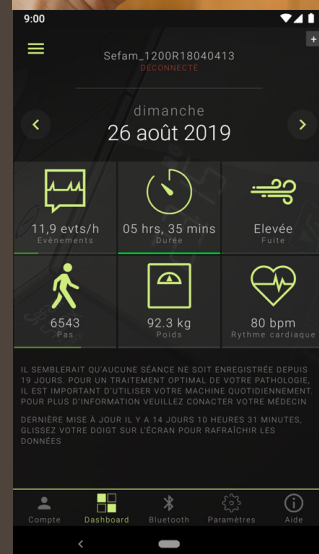 9:00
Sefam_1200R18040413
DÉCONNECTÉ
dimanche
26 août 2019
11,9 evts/h
Evénements
05 hrs, 35 mins
Durée
Elevée
Fuite
6543
Pas
92.3 kg
Poids
80 bpm
Rythme cardiaque
IL SEMBLERAIT QU'AUCUNE SÉANCE NE SOIT ENREGISTRÉE DEPUIS
19 JOURS. POUR UN TRAITEMENT OPTIMAL DE VOTRE PATHOLOGIE,
IL EST IMPORTANT D'UTILISER VOTRE MACHINE QUOTIDIENNEMENT.
POUR PLUS D'INFORMATION VEUILLEZ CONACTER VOTRE MÉDECIN
DERNIÈRE MISE À JOUR IL Y A 14 JOURS 10 HEURES 31 MINUTES,
GLISSEZ VOTRE DOIGT SUR L'ÉCRAN POUR RAFRAÎCHIR LES
DONNÉES
Compte Dashboard Bluetooth Paramètres Aide